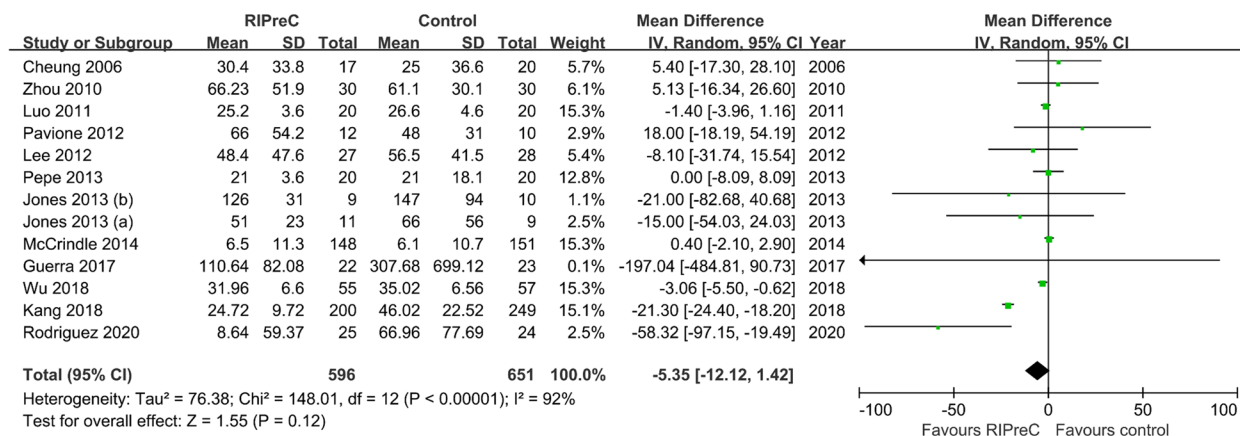 RIPreC Control Mean Difference Mean Difference
Study or Subgroup Mean SD Total Mean SD Total Weight IV, Random, 95% CI Year IV, Random, 95% CI
Cheung 2006 30.4 33.8 17 25 36.6 20 5.7% 5.40 [-17.30, 28.10] 2006
Zhou 2010 66.23 51.9 30 61.1 30.1 30 6.1% 5.13 [-16.34, 26.60] 2010
Luo 2011 25.2 3.6 20 26.6 4.6 20 15.3% -1.40 [-3.96, 1.16] 2011
Pavione 2012 66 54.2 12 48 31 10 2.9% 18.00 [-18.19, 54.19] 2012
Lee 2012 48.4 47.6 27 56.5 41.5 28 5.4% -8.10 [-31.74, 15.54] 2012
Pepe 2013 21 3.6 20 21 18.1 20 12.8% 0.00 [-8.09, 8.09] 2013
Jones 2013 (b) 126 31 9 147 94 10 1.1% -21.00 [-82.68, 40.68] 2013
Jones 2013 (a) 51 23 11 66 56 9 2.5% -15.00 [-54.03, 24.03] 2013
McCrindle 2014 6.5 11.3 148 6.1 10.7 151 15.3% 0.40 [-2.10, 2.90] 2014
Guerra 2017 110.64 82.08 22 307.68 699.12 23 0.1% -197.04 [-484.81, 90.73] 2017
Wu 2018 31.96 6.6 55 35.02 6.56 57 15.3% -3.06 [-5.50, -0.62] 2018
Kang 2018 24.72 9.72 200 46.02 22.52 249 15.1% -21.30 [-24.40, -18.20] 2018
Rodriguez 2020 8.64 59.37 25 66.96 77.69 24 2.5% -58.32 [-97.15, -19.49] 2020
Total (95% CI) 596 651 100.0% -5.35 [-12.12, 1.42]
Heterogeneity: Tau² = 76.38; Chi² = 148.01, df = 12 (P < 0.00001); I² = 92%
Test for overall effect: Z = 1.55 (P = 0.12)
-100 -50 0 50 100
Favours RIPreC Favours control